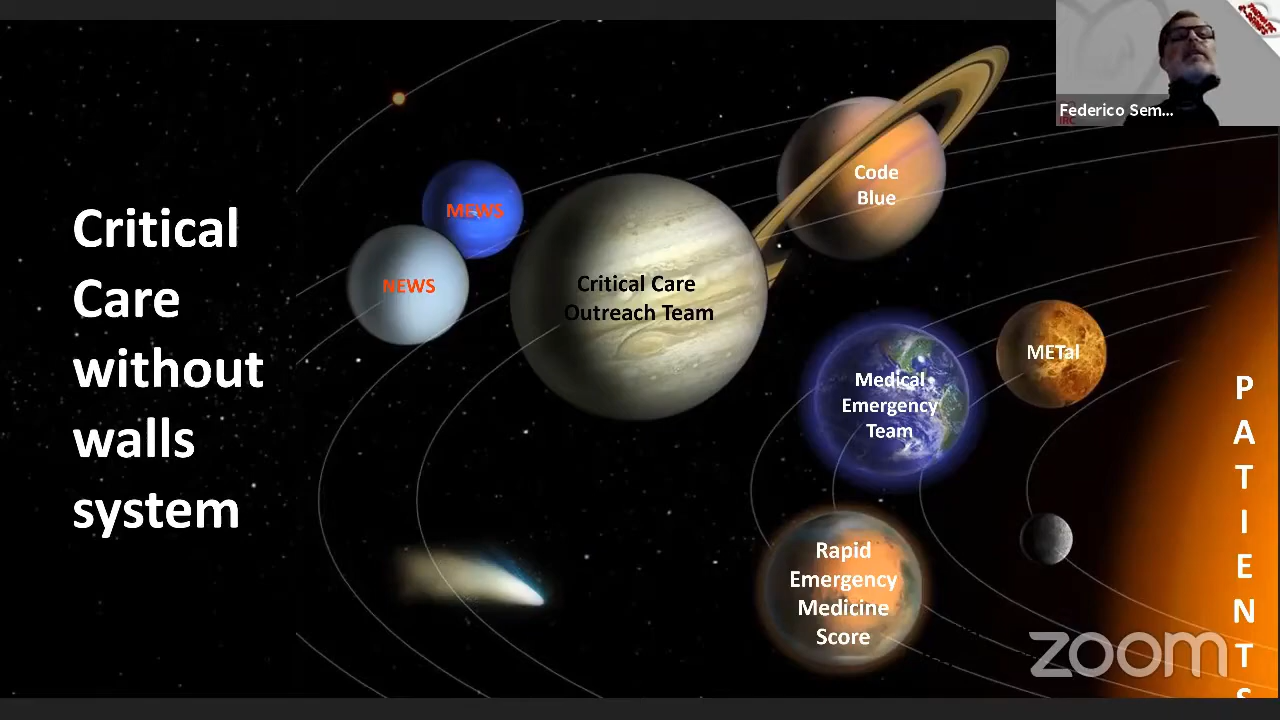 Critical
Care
without
walls
system
MEWS
NEWS
Critical Care
Outreach Team
Code
Blue
Medical
Emergency
Team
METal
Rapid
Emergency
Medicine
Score
P
A
T
I
E
N
T
S
Federico Sem...
IRC
zoom